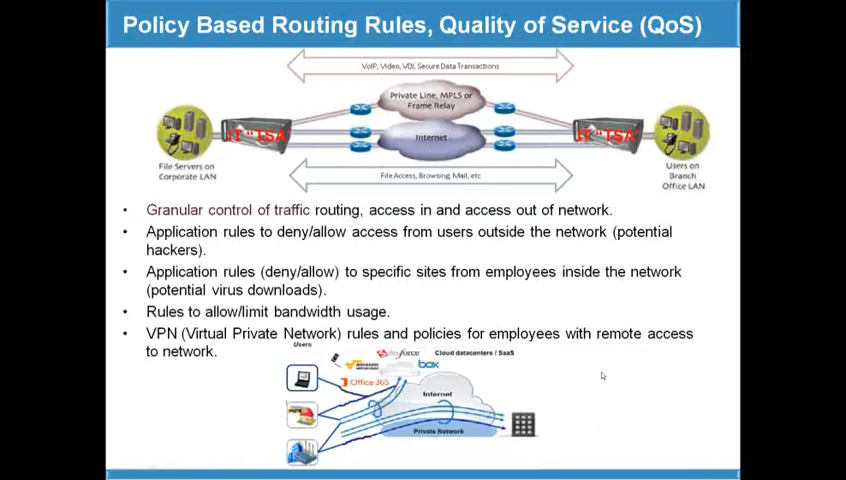 Policy Based Routing Rules, Quality of Service (QoS)
VoIP, Video, VDI, Secure Data Transactions
Private Line, MPLS or
Frame Relay
IT "TSA"
IT "TSA"
Internet
File Servers on
Corporate LAN
Users on
Branch
Office LAN
File Access, Browsing, Mail, etc
• Granular control of traffic routing, access in and access out of network.
• Application rules to deny/allow access from users outside the network (potential
hackers).
• Application rules (deny/allow) to specific sites from employees inside the network
(potential virus downloads).
• Rules to allow/limit bandwidth usage.
• VPN (Virtual Private Network) rules and policies for employees with remote access
to network.
Users
Cloud datacenters / SaaS
box
Office 365
Internet
Private Network